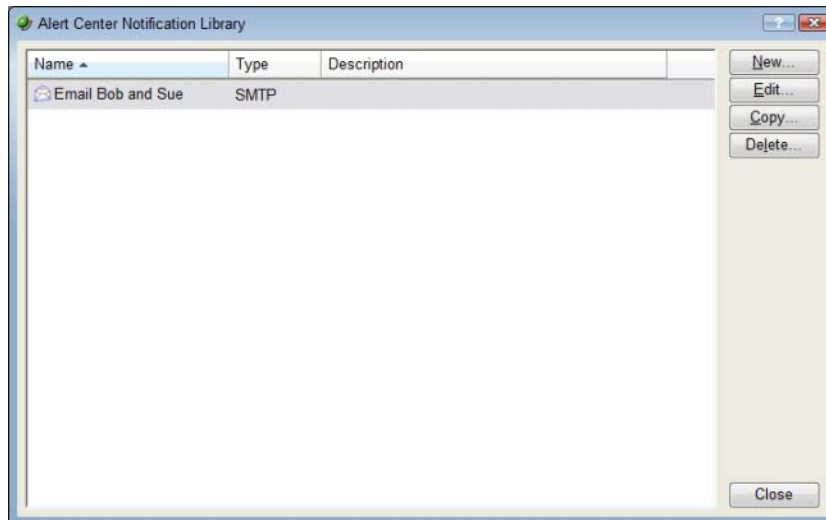 Alert Center Notification Library
Name Type Description
Email Bob and Sue SMTP
New...
Edit...
Copy...
Delete...
Close